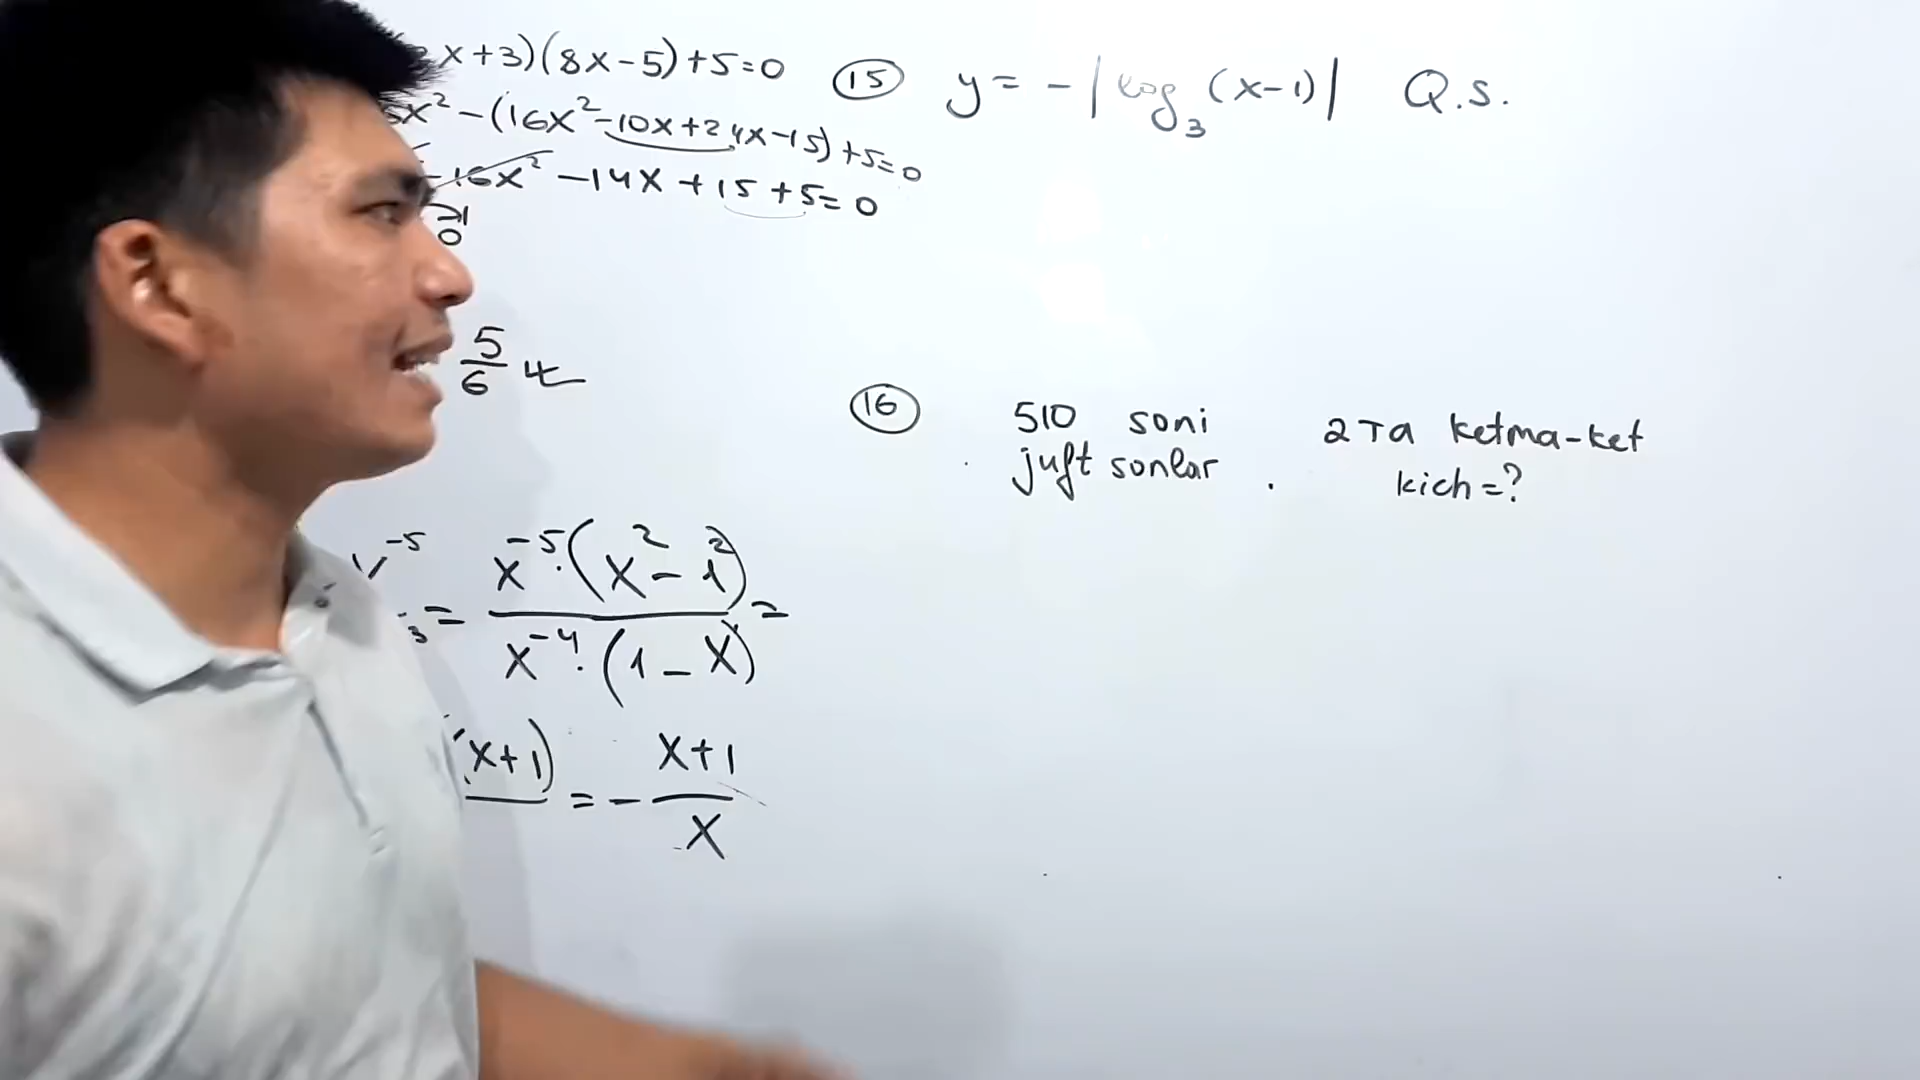 x+3)(8x-5)+5=0
x²-(16x²-10x+24x-15)+5=0
-16x²-14x+15+5=0
5/6
-5 = x⁻⁵·(x²-1²) / x⁻⁴·(1-x) =
x+1) = - x+1 / x
15 y=-|log₃(x-1)| Q.s.
16 510 soni 2Ta ketma-ket
juft sonlar. kich=?